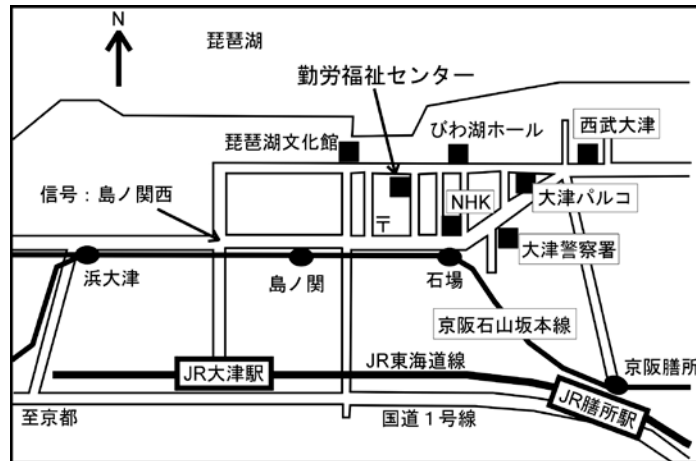 N
琵琶湖
勤労福祉センター
琵琶湖文化館
びわ湖ホール
西武大津
信号：島ノ関西
〒
NHK
大津パルコ
大津警察署
浜大津
島ノ関
石場
京阪石山坂本線
JR大津駅
JR東海道線
京阪膳所
JR膳所駅
至京都
国道１号線